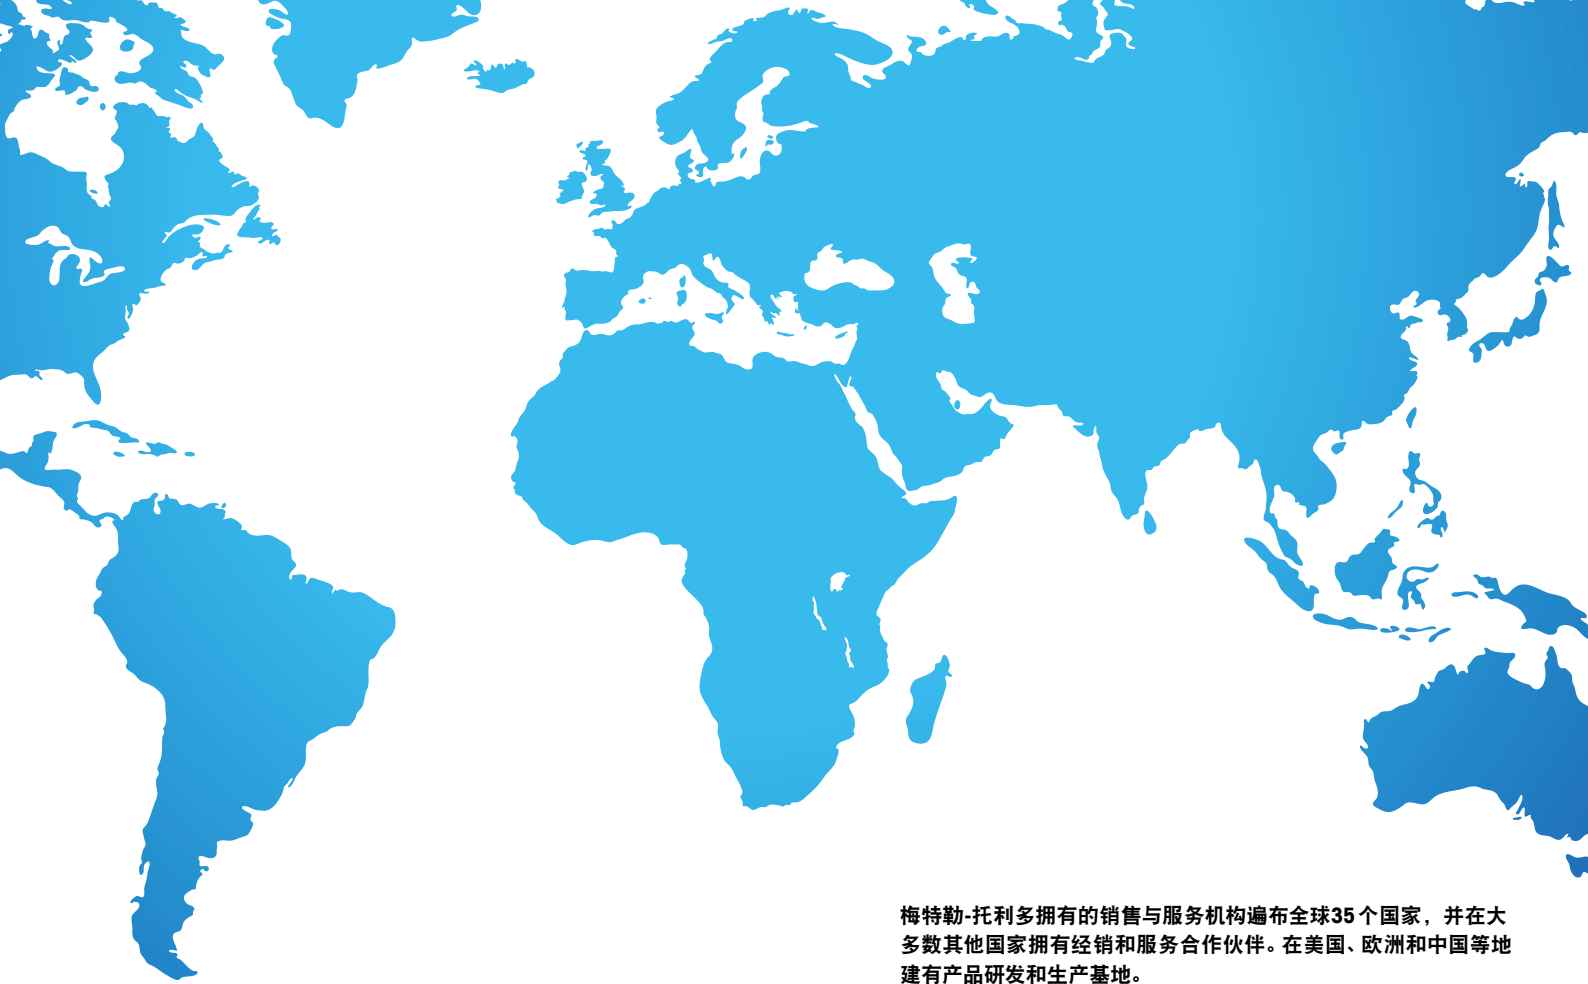 梅特勒-托利多拥有的销售与服务机构遍布全球35个国家，并在大
多数其他国家拥有经销和服务合作伙伴。在美国、欧洲和中国等地
建有产品研发和生产基地。